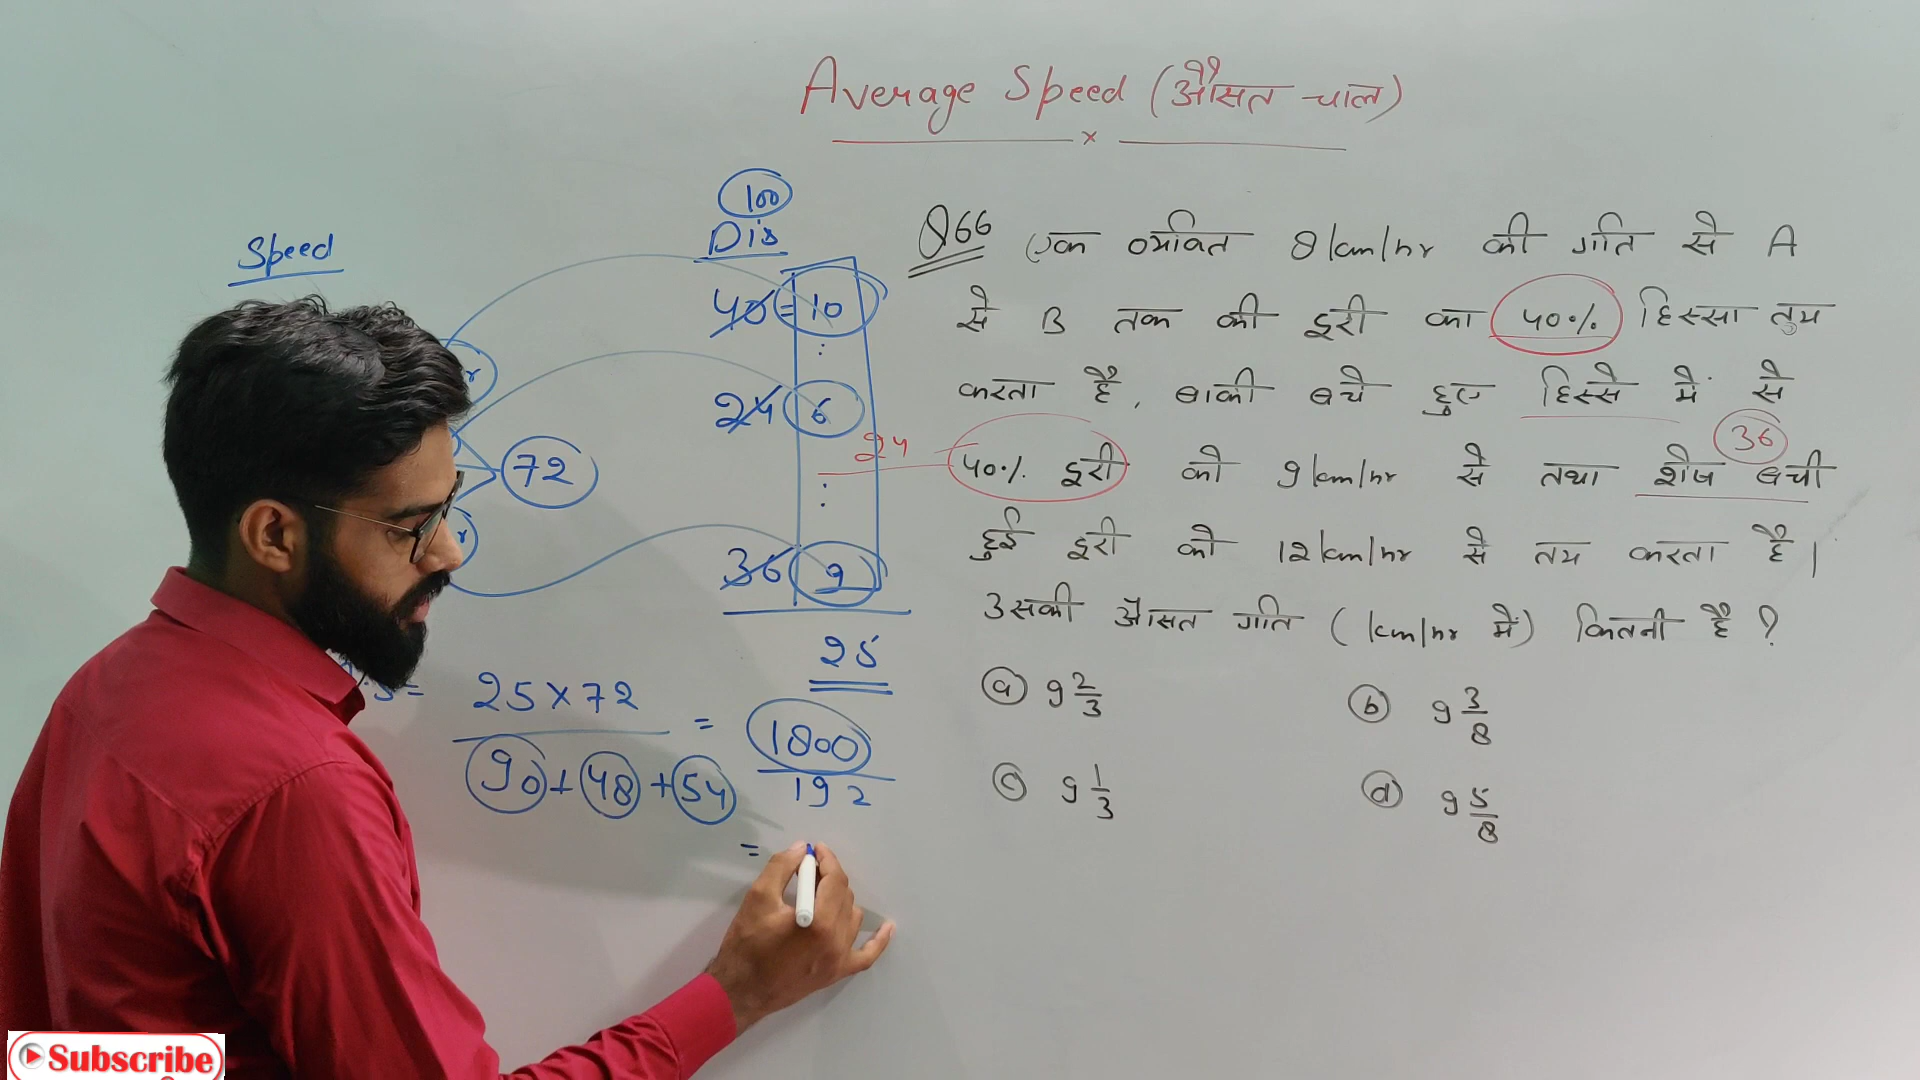 Average Speed (औसत चाल)
x
Speed
100
Dis
40 = 10
24 6
24
36 9
72
25
25 x 72 = 1800
90 + 48 + 54 192
=
Q66 एक व्यक्ति 8 km/hr की गति से A
से B तक की दूरी का 40% हिस्सा तय
करता है, बाकी बचे हुए हिस्से में से
36
40% दूरी को 9 km/hr से तथा शेष बची
हुई दूरी को 12 km/hr से तय करता है।
उसकी औसत गति (km/hr में) कितनी है ?
(a) 9 2/3 (b) 9 3/8
(c) 9 1/3 (d) 9 5/8
Subscribe